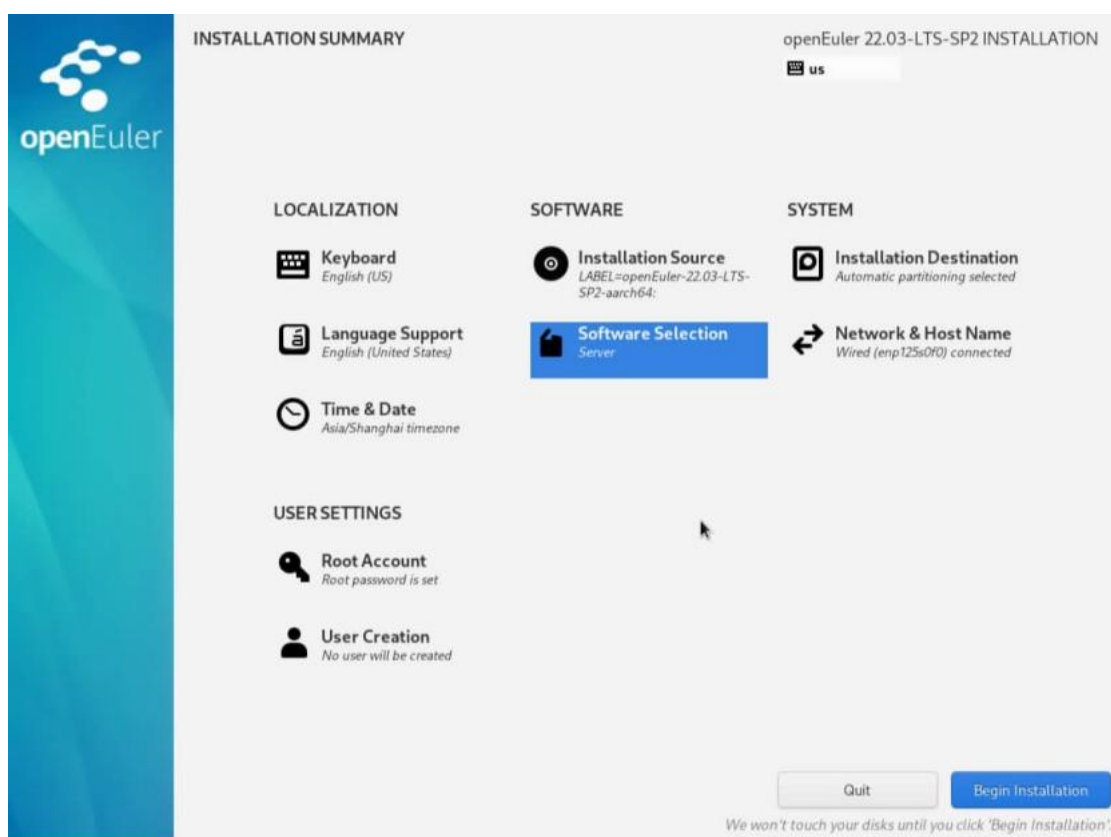 openEuler
INSTALLATION SUMMARY
openEuler 22.03-LTS-SP2 INSTALLATION
us
LOCALIZATION
Keyboard
English (US)
Language Support
English (United States)
Time & Date
Asia/Shanghai timezone
SOFTWARE
Installation Source
LABEL=openEuler-22.03-LTS-
SP2-aarch64:
Software Selection
Server
SYSTEM
Installation Destination
Automatic partitioning selected
Network & Host Name
Wired (enp125s0f0) connected
USER SETTINGS
Root Account
Root password is set
User Creation
No user will be created
Quit
Begin Installation
We won't touch your disks until you click 'Begin Installation'.